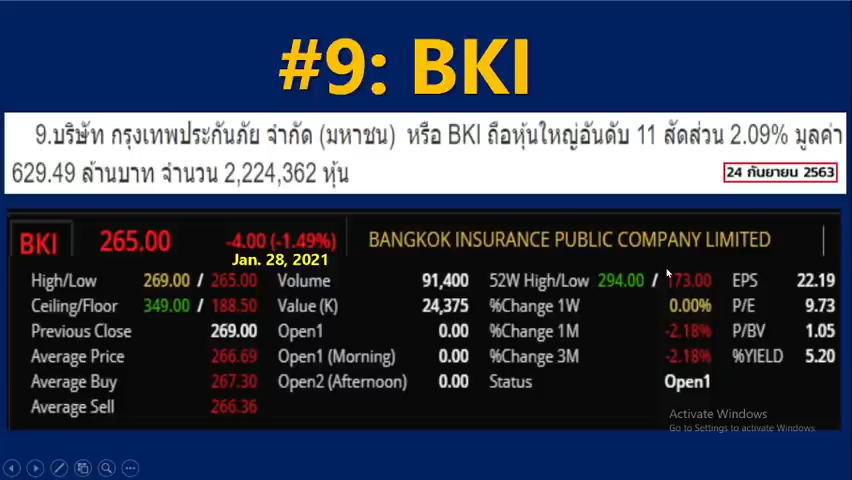 #9: BKI
9.บริษัท กรุงเทพประกันภัย จำกัด (มหาชน) หรือ BKI ถือหุ้นใหญ่อันดับ 11 สัดส่วน 2.09% มูลค่า
629.49 ล้านบาท จำนวน 2,224,362 หุ้น
24 กันยายน 2563
BKI 265.00 -4.00 (-1.49%) BANGKOK INSURANCE PUBLIC COMPANY LIMITED
Jan. 28, 2021
High/Low 269.00 / 265.00 Volume 91,400 52W High/Low 294.00 / 173.00 EPS 22.19
Ceiling/Floor 349.00 / 188.50 Value (K) 24,375 %Change 1W 0.00% P/E 9.73
Previous Close 269.00 Open1 0.00 %Change 1M -2.18% P/BV 1.05
Average Price 266.69 Open1 (Morning) 0.00 %Change 3M -2.18% %YIELD 5.20
Average Buy 267.30 Open2 (Afternoon) 0.00 Status Open1
Average Sell 266.36
Activate Windows
Go to Settings to activate Windows.